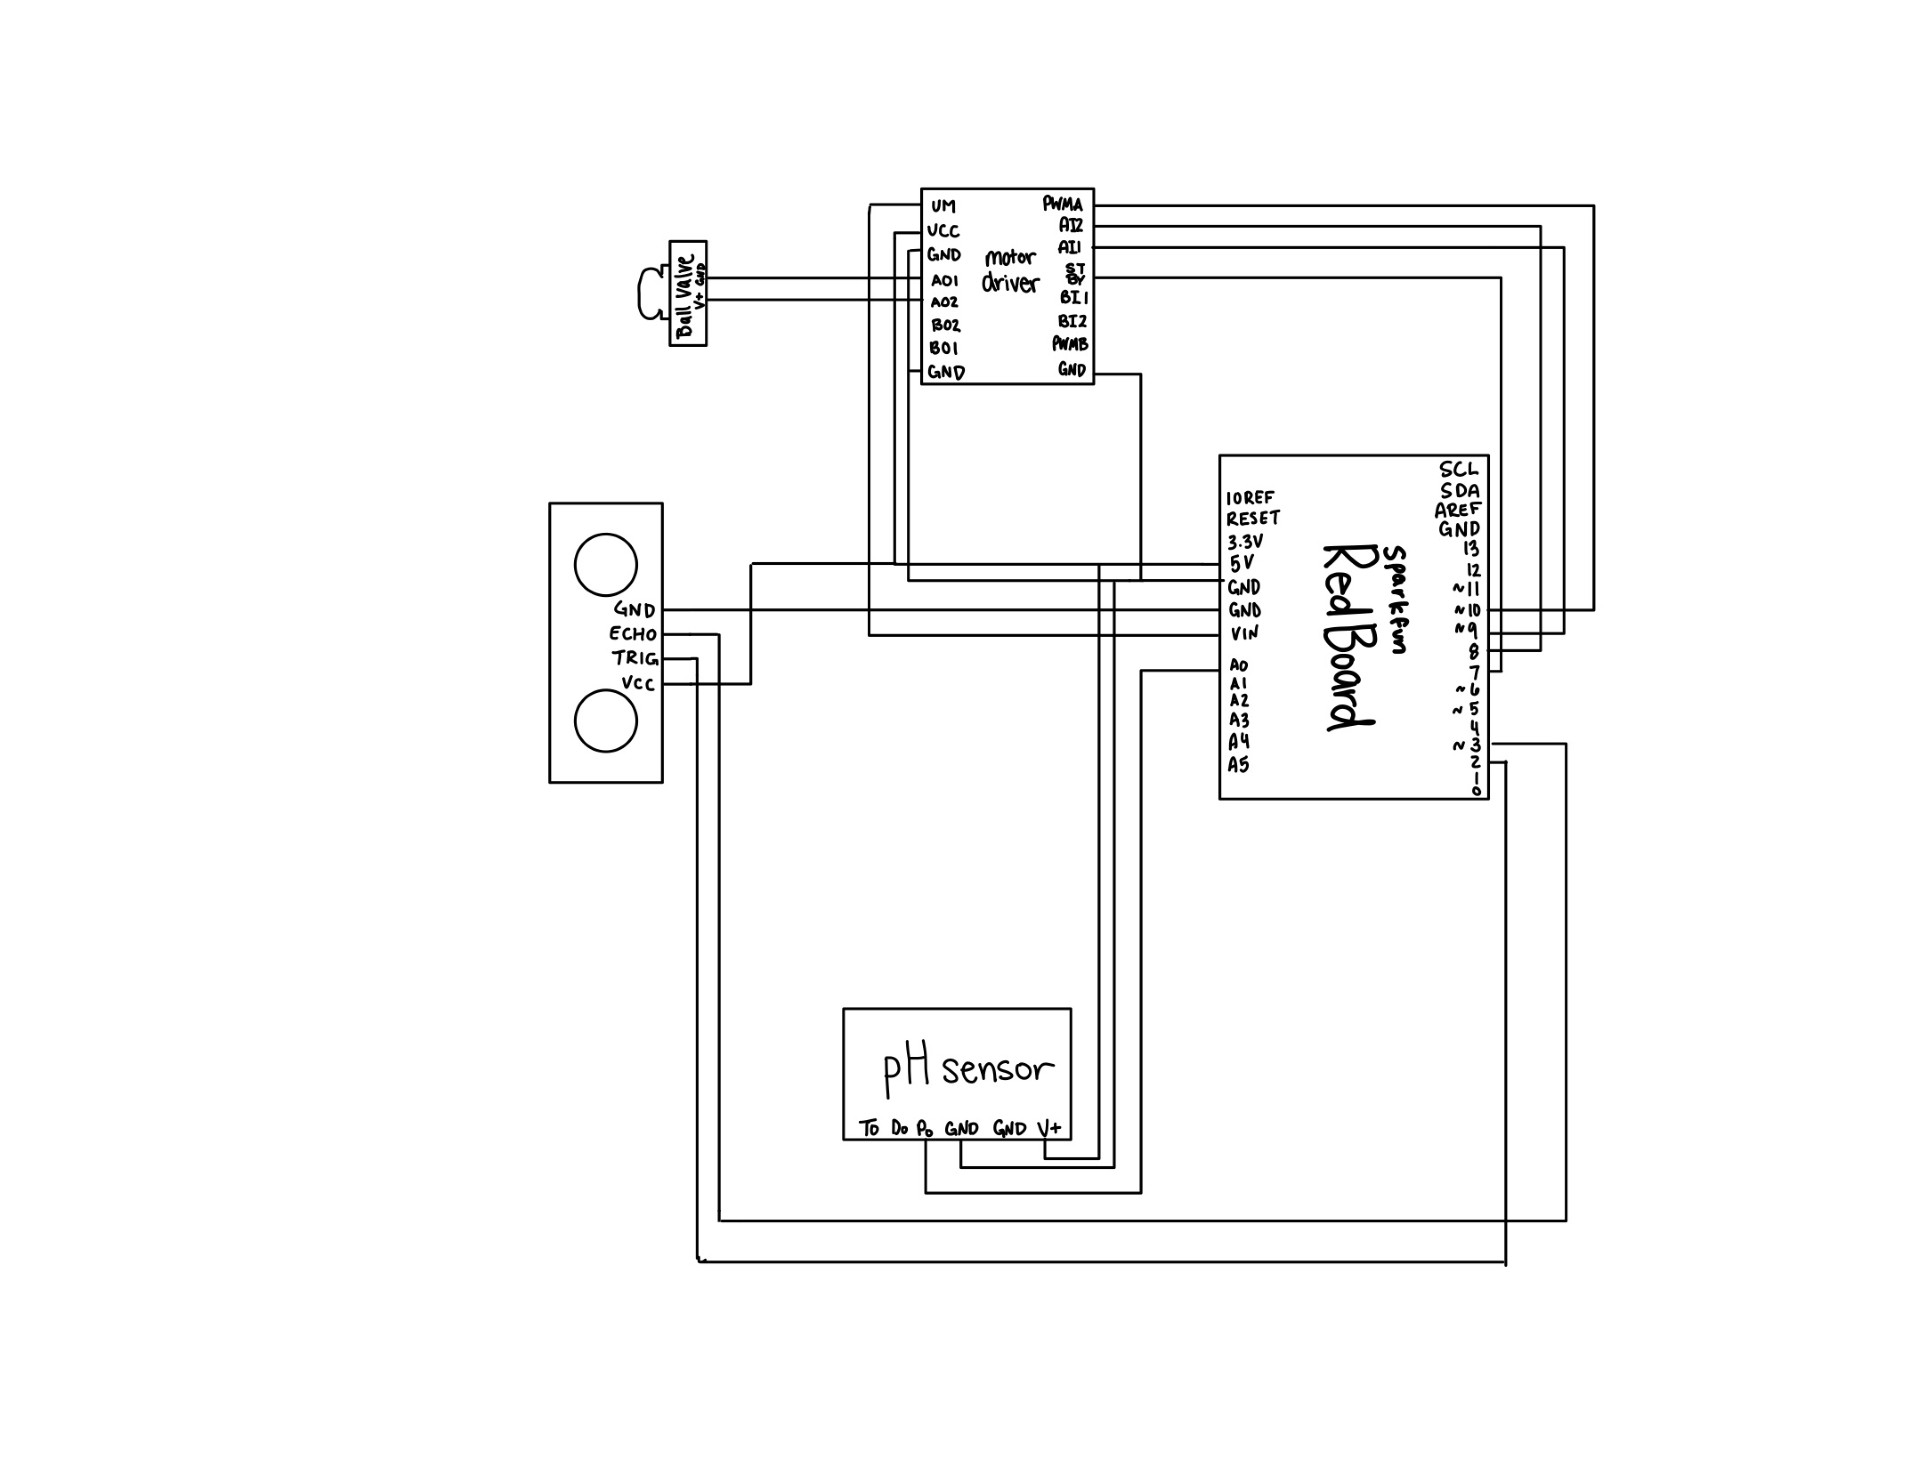 UM
UCC
GND
AO1
AO2
BO2
BO1
GND
motor
driver
PWMA
AI2
AI1
ST
BY
BI1
BI2
PWMB
GND
Ball Valve
V+ GND
GND
ECHO
TRIG
VCC
IOREF
RESET
3.3V
5V
GND
GND
VIN
A0
A1
A2
A3
A4
A5
Sparkfun
RedBoard
SCL
SDA
AREF
GND
13
12
~11
~10
~9
8
7
~6
~5
4
~3
2
1
0
pH sensor
To Do Po GND GND V+